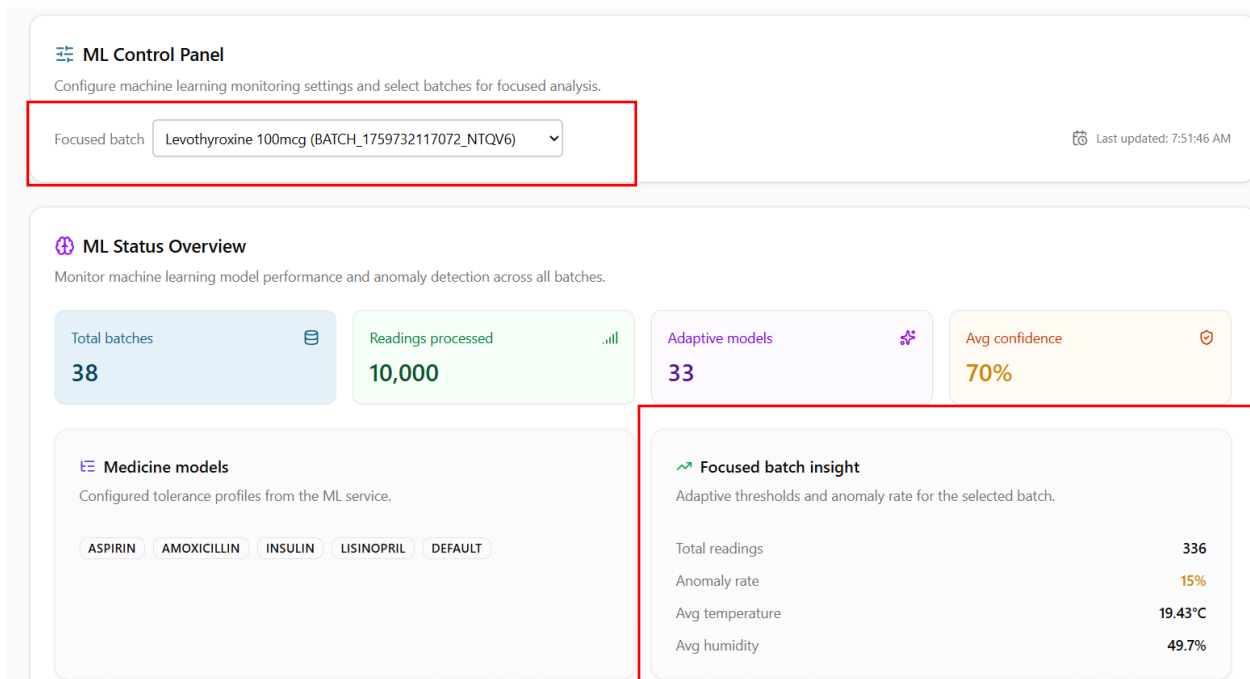 ML Control Panel
Configure machine learning monitoring settings and select batches for focused analysis.
Focused batch Levothyroxine 100mcg (BATCH_1759732117072_NTQV6)
Last updated: 7:51:46 AM
ML Status Overview
Monitor machine learning model performance and anomaly detection across all batches.
Total batches
38
Readings processed
10,000
Adaptive models
33
Avg confidence
70%
Medicine models
Configured tolerance profiles from the ML service.
ASPIRIN AMOXICILLIN INSULIN LISINOPRIL DEFAULT
Focused batch insight
Adaptive thresholds and anomaly rate for the selected batch.
Total readings 336
Anomaly rate 15%
Avg temperature 19.43°C
Avg humidity 49.7%